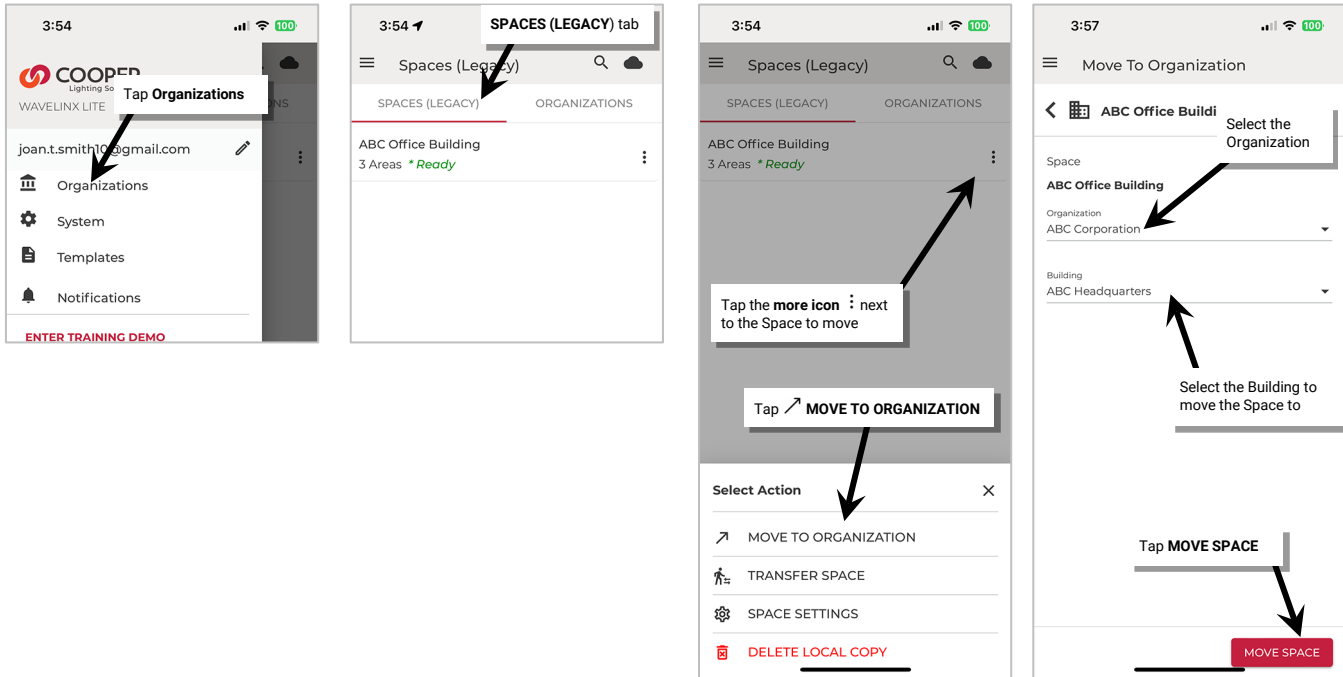 3:54
100
COOPER
Lighting So
WAVELINX LITE
Tap Organizations
NS
joan.t.smith10@gmail.com
Organizations
System
Templates
Notifications
ENTER TRAINING DEMO
3:54
SPACES (LEGACY) tab
Spaces (Legacy)
SPACES (LEGACY)
ORGANIZATIONS
ABC Office Building
3 Areas * Ready
3:54
100
Spaces (Legacy)
SPACES (LEGACY)
ORGANIZATIONS
ABC Office Building
3 Areas * Ready
Tap the more icon ⋮ next
to the Space to move
Tap ↗ MOVE TO ORGANIZATION
Select Action
MOVE TO ORGANIZATION
TRANSFER SPACE
SPACE SETTINGS
DELETE LOCAL COPY
3:57
100
Move To Organization
ABC Office Buildi
Select the
Organization
Space
ABC Office Building
Organization
ABC Corporation
Building
ABC Headquarters
Select the Building to
move the Space to
Tap MOVE SPACE
MOVE SPACE